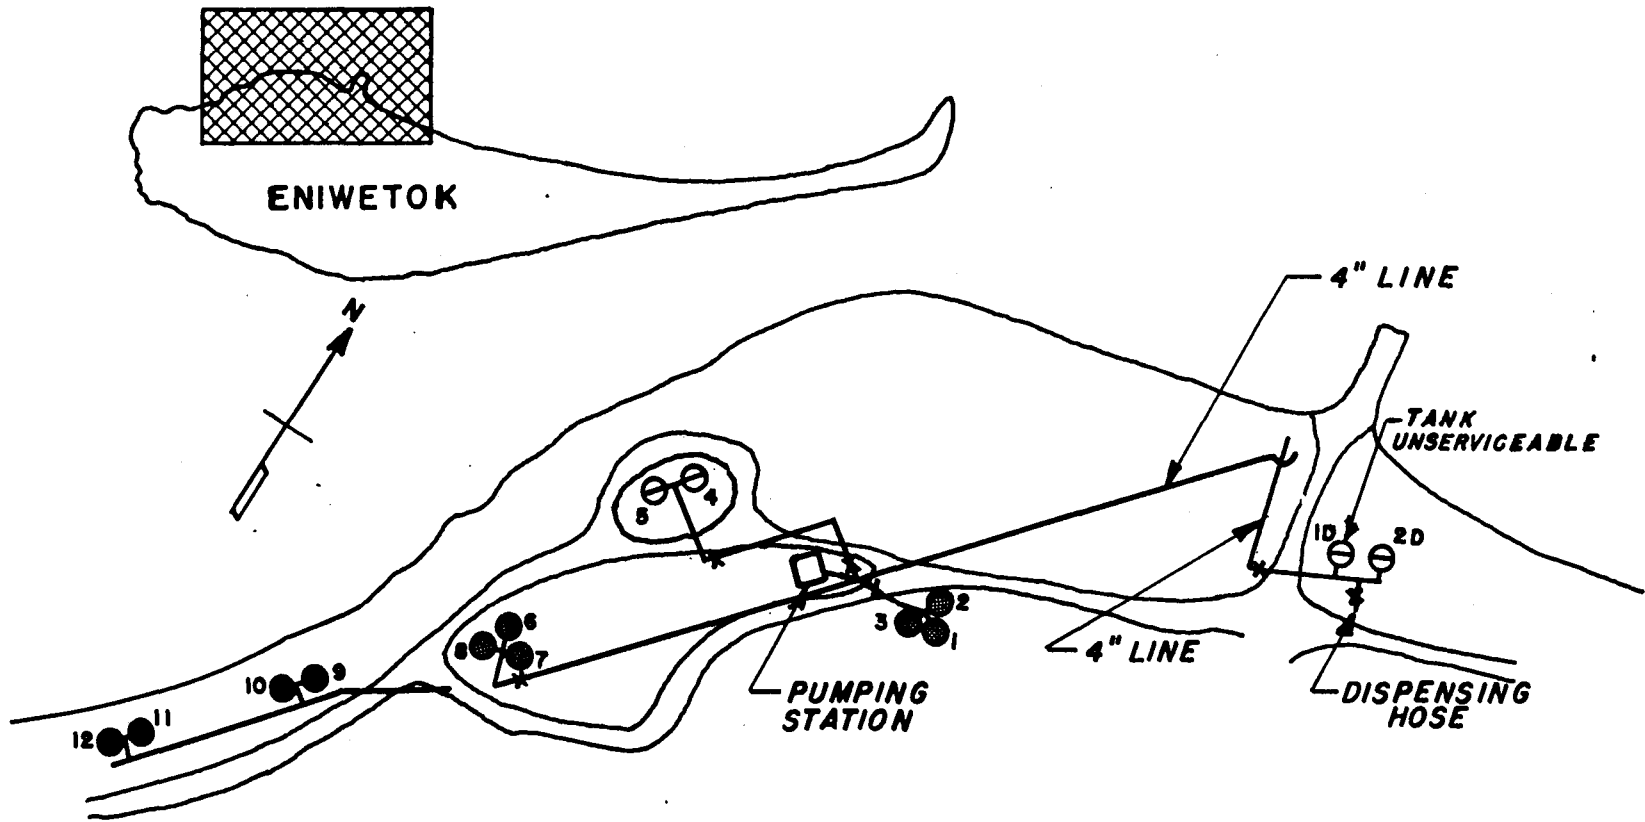 ENIWETOK
N
4" LINE
TANK
UNSERVICEABLE
5
4
1D
2D
2
3
1
6
8
7
4" LINE
10
9
PUMPING
STATION
DISPENSING
HOSE
12
11